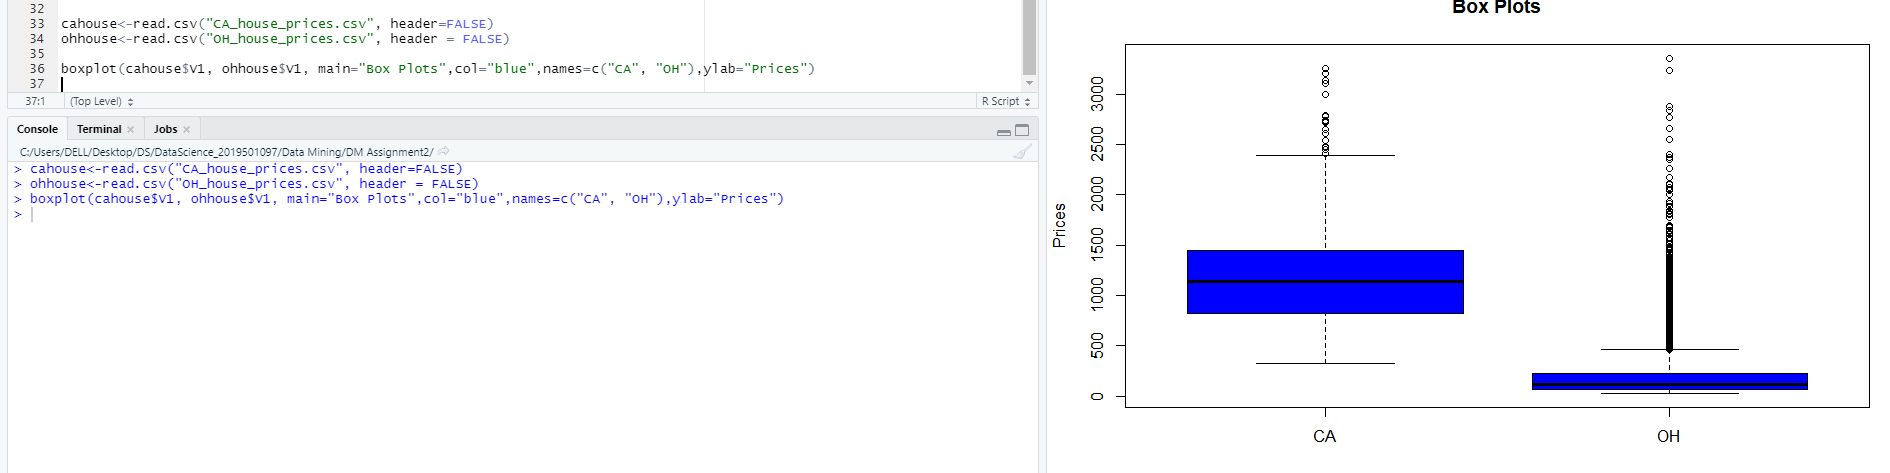 32
33 cahouse<-read.csv("CA_house_prices.csv", header=FALSE)
34 ohhouse<-read.csv("OH_house_prices.csv", header = FALSE)
35
36 boxplot(cahouse$V1, ohhouse$V1, main="Box Plots",col="blue",names=c("CA", "OH"),ylab="Prices")
37
37:1 (Top Level) R Script
Console Terminal Jobs
C:/Users/DELL/Desktop/DS/DataScience_2019501097/Data Mining/DM Assignment2/
> cahouse<-read.csv("CA_house_prices.csv", header=FALSE)
> ohhouse<-read.csv("OH_house_prices.csv", header = FALSE)
> boxplot(cahouse$V1, ohhouse$V1, main="Box Plots",col="blue",names=c("CA", "OH"),ylab="Prices")
>
Box Plots
Prices
3000
2500
2000
1500
1000
500
0
CA OH